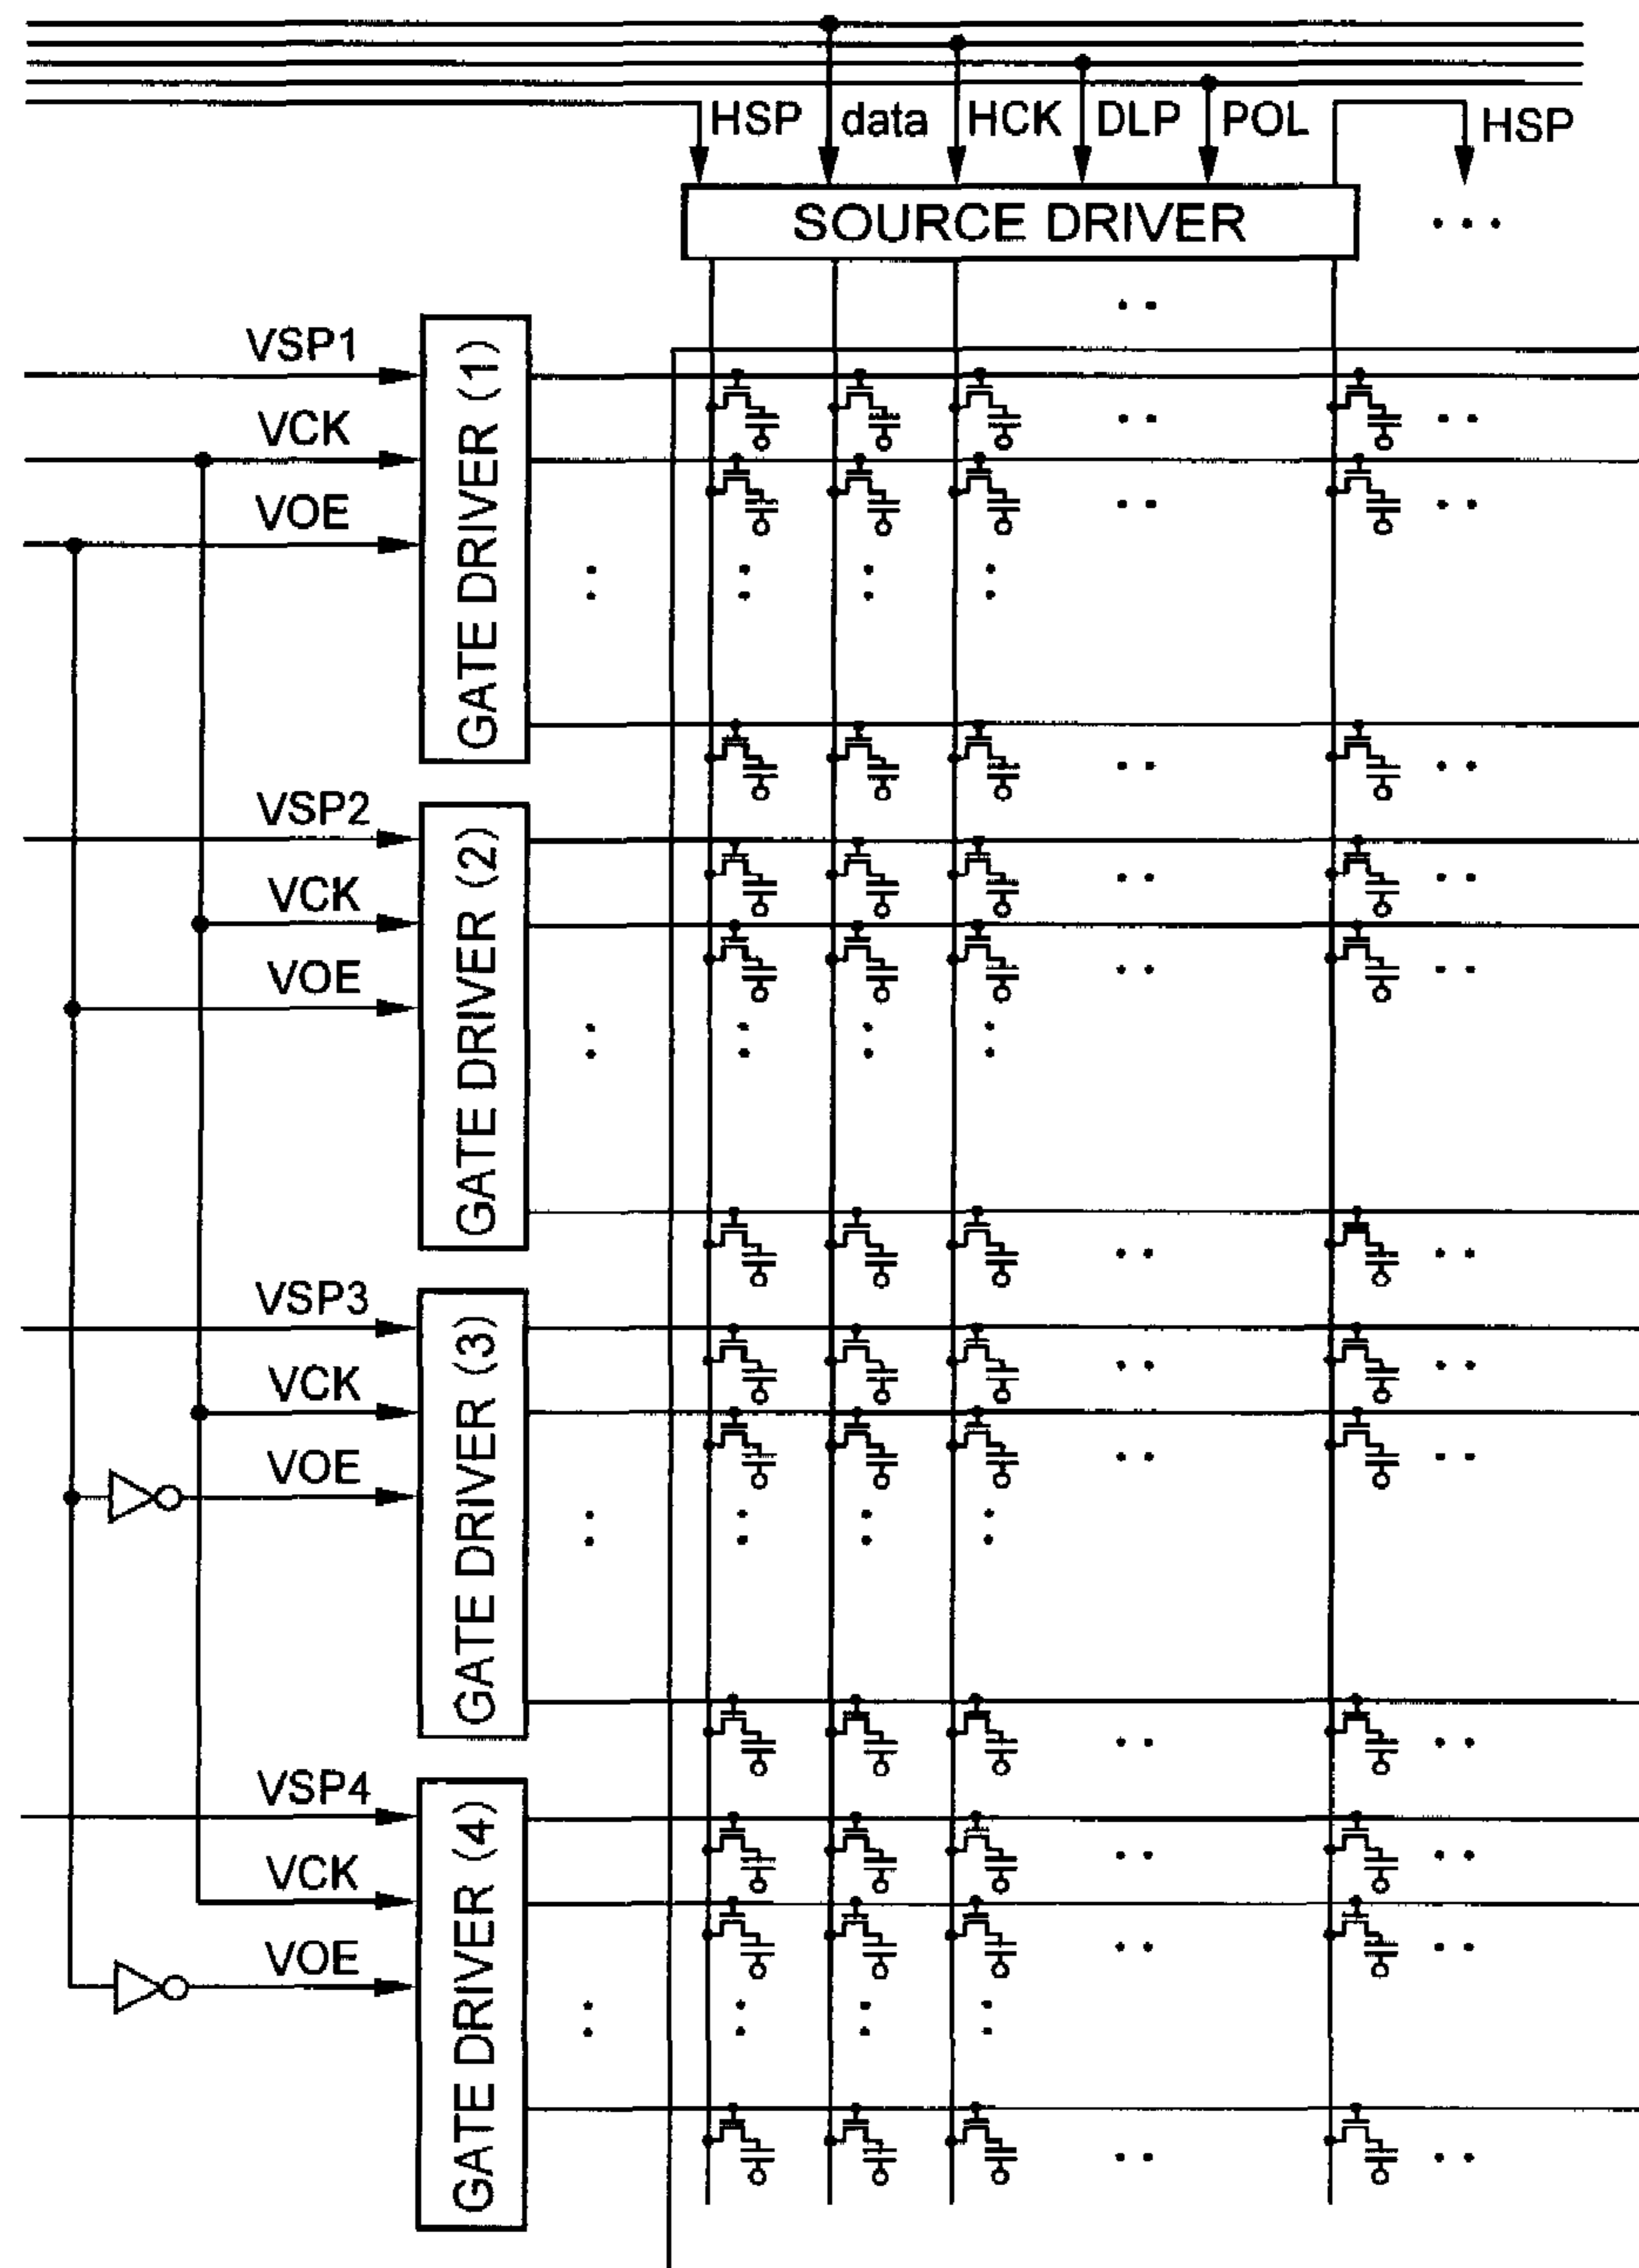 HSP data HCK DLP POL HSP
SOURCE DRIVER
VSP1
VCK
VOE
GATE DRIVER (1)
VSP2
VCK
VOE
GATE DRIVER (2)
VSP3
VCK
VOE
GATE DRIVER (3)
VSP4
VCK
VOE
GATE DRIVER (4)